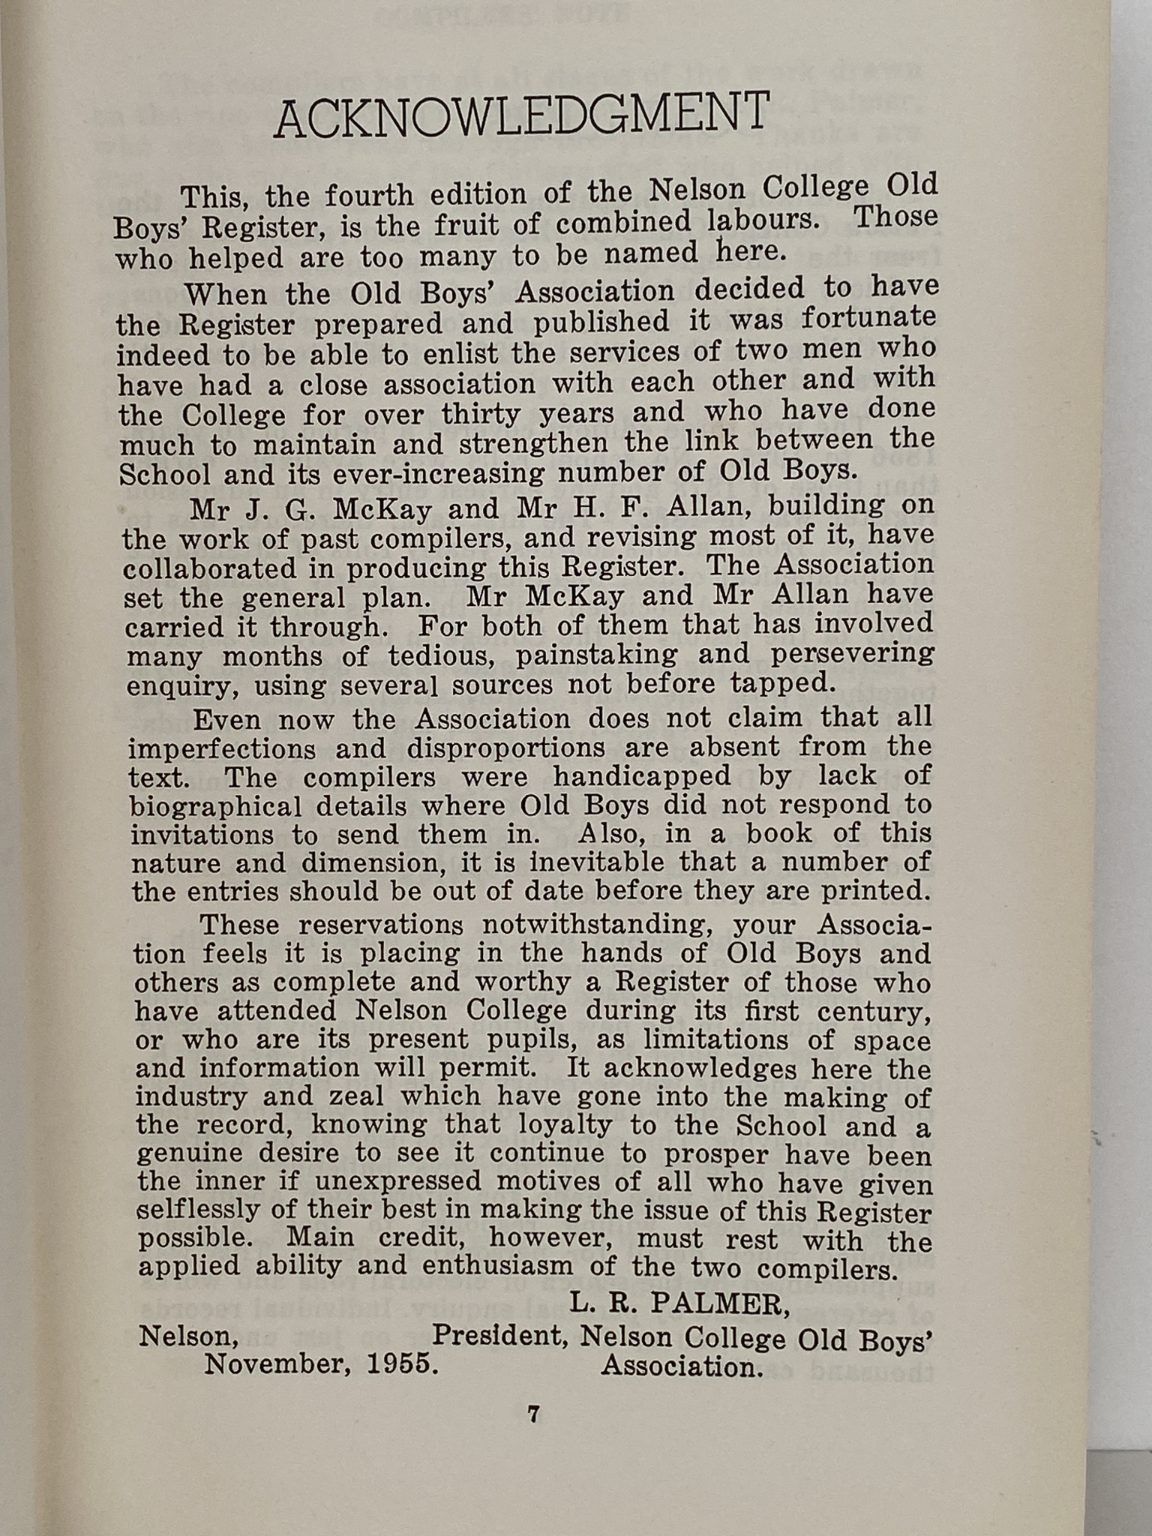 ACKNOWLEDGMENT
This, the fourth edition of the Nelson College Old
Boys' Register, is the fruit of combined labours. Those
who helped are too many to be named here.
When the Old Boys' Association decided to have
the Register prepared and published it was fortunate
indeed to be able to enlist the services of two men who
have had a close association with each other and with
the College for over thirty years and who have done
much to maintain and strengthen the link between the
School and its ever-increasing number of Old Boys.
Mr J. G. McKay and Mr H. F. Allan, building on
the work of past compilers, and revising most of it, have
collaborated in producing this Register. The Association
set the general plan. Mr McKay and Mr Allan have
carried it through. For both of them that has involved
many months of tedious, painstaking and persevering
enquiry, using several sources not before tapped.
Even now the Association does not claim that all
imperfections and disproportions are absent from the
text. The compilers were handicapped by lack of
biographical details where Old Boys did not respond to
invitations to send them in. Also, in a book of this
nature and dimension, it is inevitable that a number of
the entries should be out of date before they are printed.
These reservations notwithstanding, your Associa-
tion feels it is placing in the hands of Old Boys and
others as complete and worthy a Register of those who
have attended Nelson College during its first century,
or who are its present pupils, as limitations of space
and information will permit. It acknowledges here the
industry and zeal which have gone into the making of
the record, knowing that loyalty to the School and a
genuine desire to see it continue to prosper have been
the inner if unexpressed motives of all who have given
selflessly of their best in making the issue of this Register
possible. Main credit, however, must rest with the
applied ability and enthusiasm of the two compilers.
L. R. PALMER,
Nelson, President, Nelson College Old Boys'
November, 1955. Association.
7